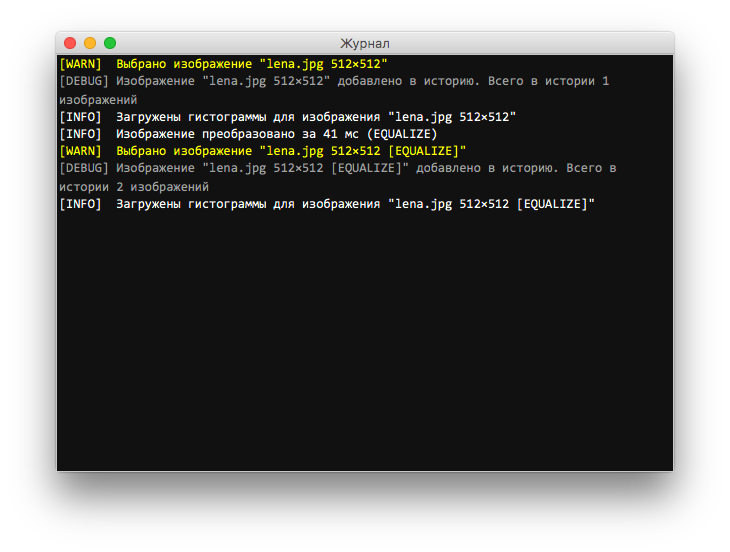 Журнал
[WARN]  Выбрано изображение "lena.jpg 512×512"
[DEBUG] Изображение "lena.jpg 512×512" добавлено в историю. Всего в истории 1
изображений
[INFO]  Загружены гистограммы для изображения "lena.jpg 512×512"
[INFO]  Изображение преобразовано за 41 мс (EQUALIZE)
[WARN]  Выбрано изображение "lena.jpg 512×512 [EQUALIZE]"
[DEBUG] Изображение "lena.jpg 512×512 [EQUALIZE]" добавлено в историю. Всего в
истории 2 изображений
[INFO]  Загружены гистограммы для изображения "lena.jpg 512×512 [EQUALIZE]"